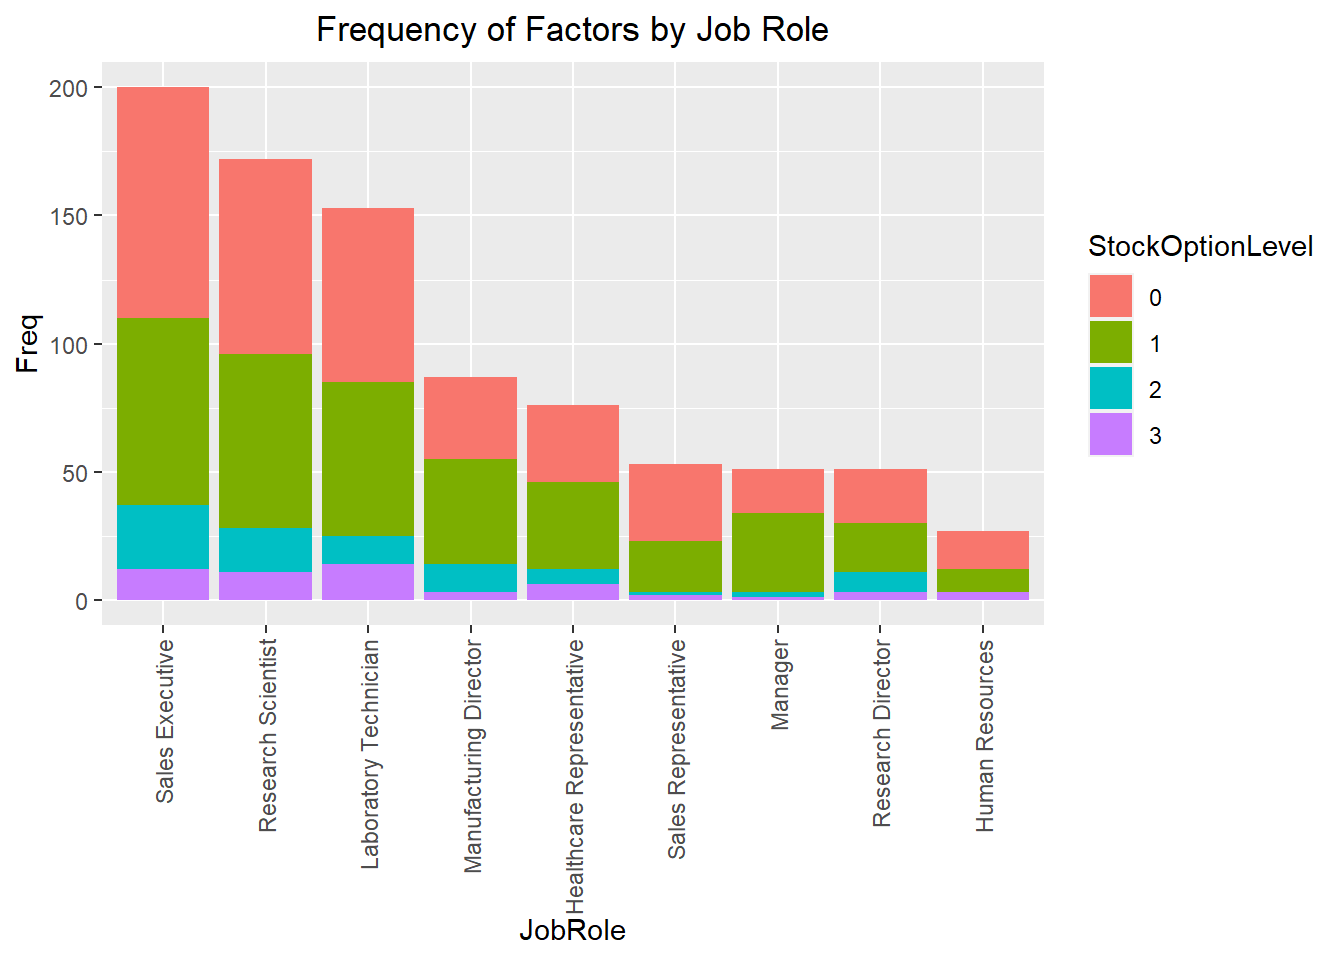 Frequency of Factors by Job Role
Freq
200
150
100
50
0
Sales Executive
Research Scientist
Laboratory Technician
Manufacturing Director
Healthcare Representative
Sales Representative
Manager
Research Director
Human Resources
JobRole
StockOptionLevel
0
1
2
3